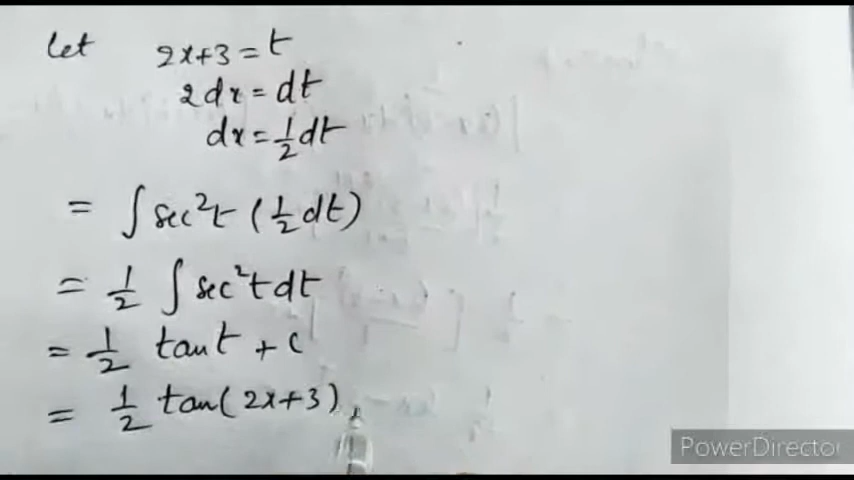 let 2x+3 = t
2dx = dt
dx = 1/2 dt
= ∫ sec²t (1/2 dt)
= 1/2 ∫ sec²t dt
= 1/2 tan t + c
= 1/2 tan(2x+3)
PowerDirector